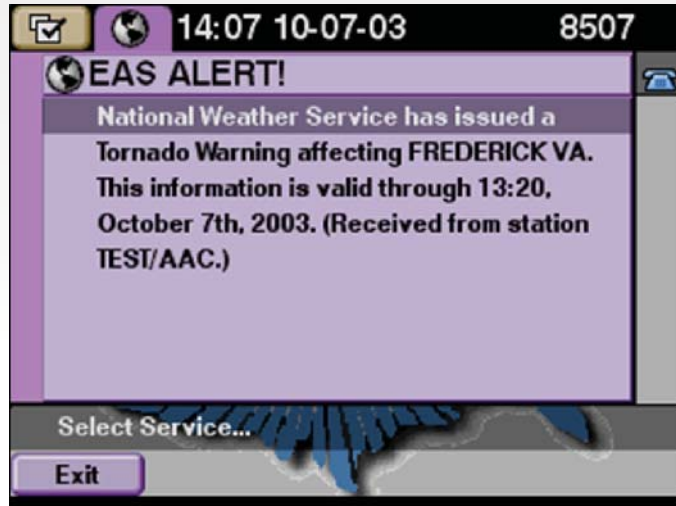 14:07 10-07-03 8507
EAS ALERT!
National Weather Service has issued a
Tornado Warning affecting FREDERICK VA.
This information is valid through 13:20,
October 7th, 2003. (Received from station
TEST/AAC.)
Select Service...
Exit